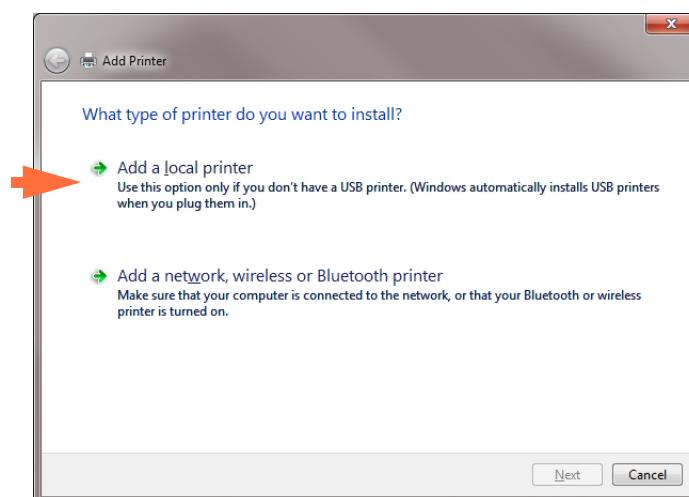 Add Printer
What type of printer do you want to install?
Add a local printer
Use this option only if you don't have a USB printer. (Windows automatically installs USB printers
when you plug them in.)
Add a network, wireless or Bluetooth printer
Make sure that your computer is connected to the network, or that your Bluetooth or wireless
printer is turned on.
Next Cancel